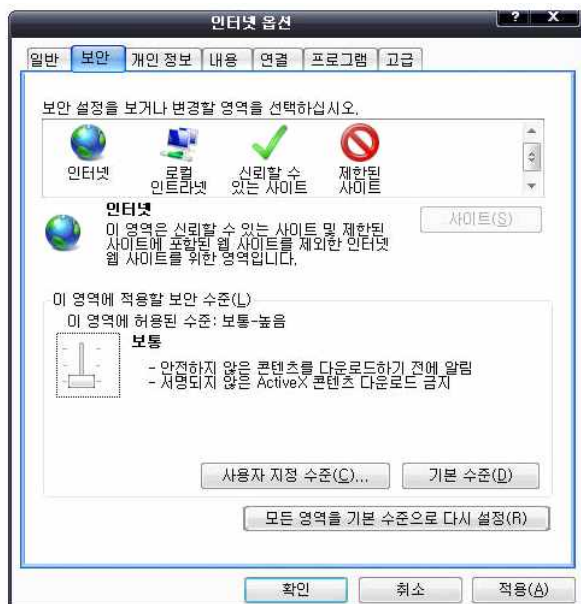 인터넷 옵션
? X
일반 보안 개인 정보 내용 연결 프로그램 고급
보안 설정을 보거나 변경할 영역을 선택하십시오.
인터넷
로컬
인트라넷
신뢰할 수
있는 사이트
제한된
사이트
인터넷
이 영역은 신뢰할 수 있는 사이트 및 제한된
사이트에 포함된 웹 사이트를 제외한 인터넷
웹 사이트를 위한 영역입니다.
사이트(S)
이 영역에 적용할 보안 수준(L)
이 영역에 허용된 수준: 보통-높음
보통
- 안전하지 않은 콘텐츠를 다운로드하기 전에 알림
- 서명되지 않은 ActiveX 콘텐츠 다운로드 금지
사용자 지정 수준(C)... 기본 수준(D)
모든 영역을 기본 수준으로 다시 설정(R)
확인 취소 적용(A)